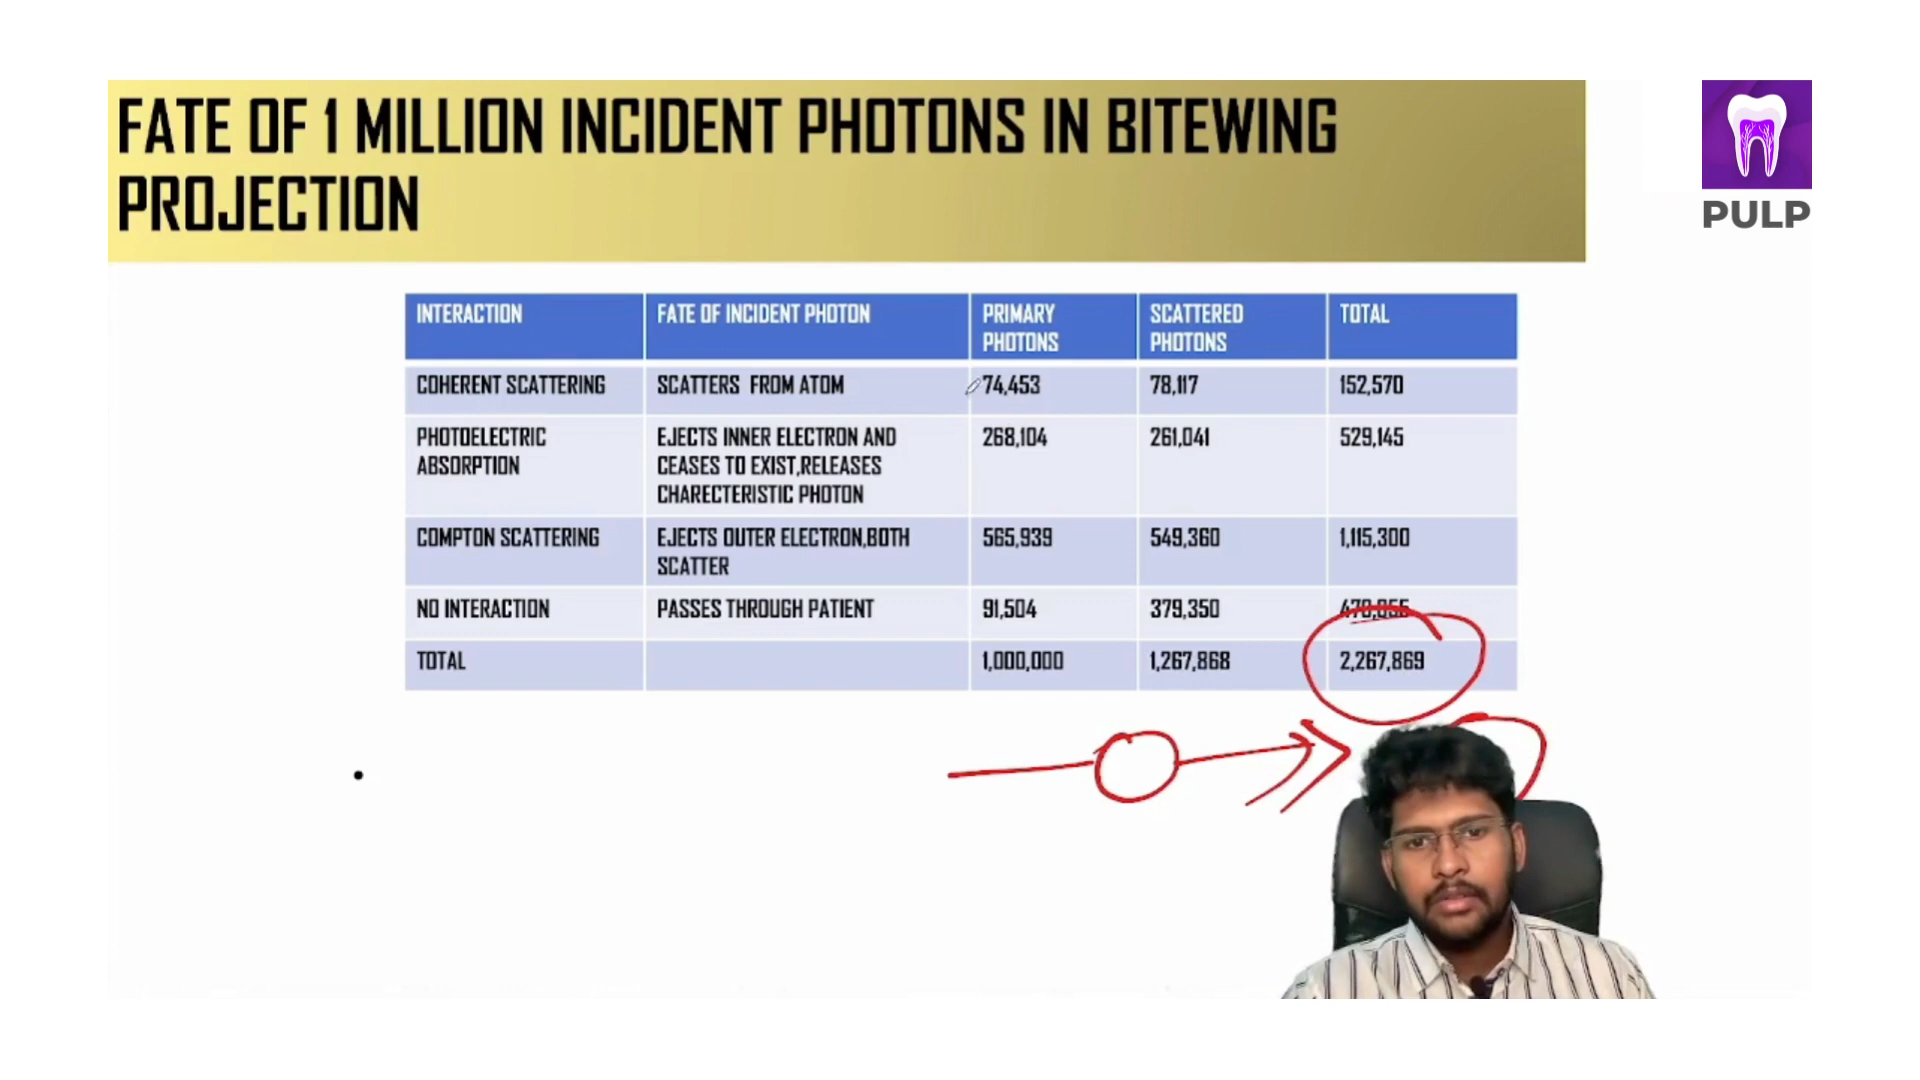 FATE OF 1 MILLION INCIDENT PHOTONS IN BITEWING
PROJECTION
PULP
INTERACTION FATE OF INCIDENT PHOTON PRIMARY PHOTONS SCATTERED PHOTONS TOTAL
COHERENT SCATTERING SCATTERS FROM ATOM 74,453 78,117 152,570
PHOTOELECTRIC ABSORPTION EJECTS INNER ELECTRON AND CEASES TO EXIST,RELEASES CHARECTERISTIC PHOTON 268,104 261,041 529,145
COMPTON SCATTERING EJECTS OUTER ELECTRON,BOTH SCATTER 565,939 549,360 1,115,300
NO INTERACTION PASSES THROUGH PATIENT 91,504 379,350
TOTAL 1,000,000 1,267,868 2,267,869